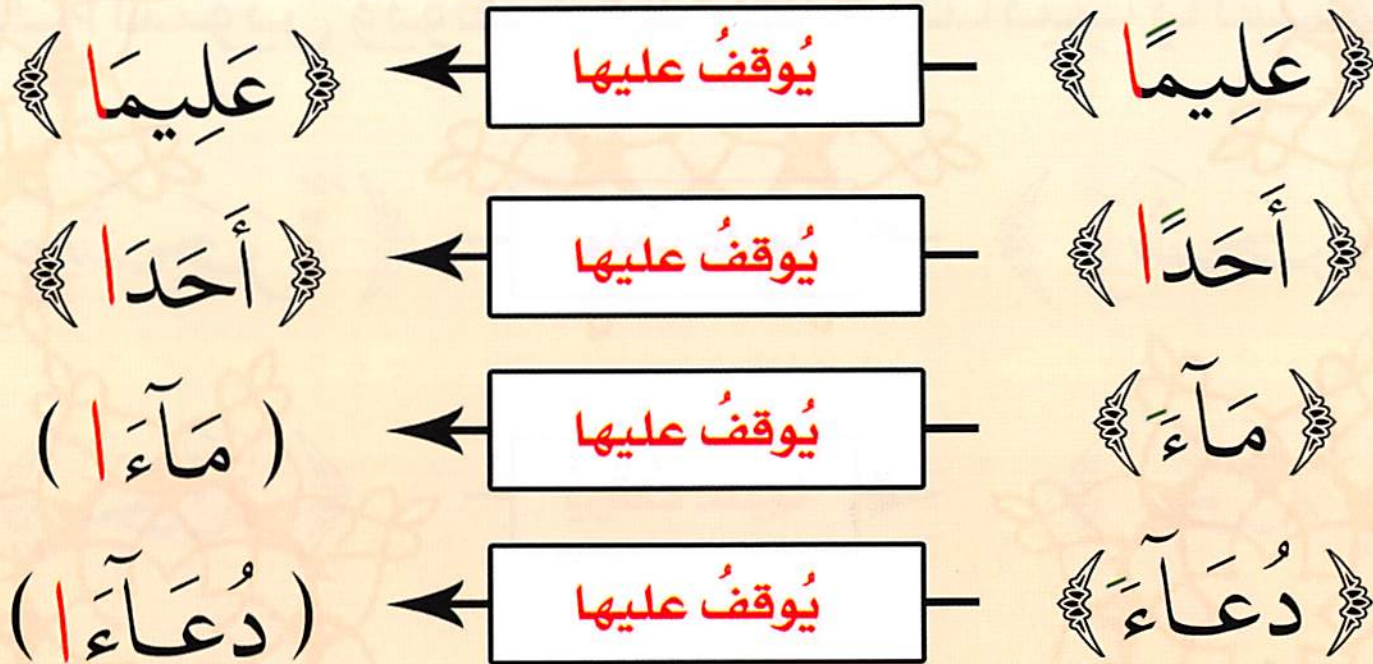 ﴿ عَلِيمًا ﴾ يُوقفُ عليها ﴿ عَلِيمَا ﴾
﴿ أَحَدًا ﴾ يُوقفُ عليها ﴿ أَحَدَا ﴾
﴿ مَآءً ﴾ يُوقفُ عليها ( مَآءَا )
﴿ دُعَآءً ﴾ يُوقفُ عليها ( دُعَآءَا )